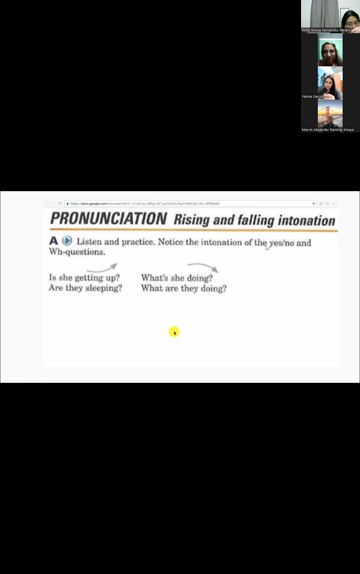 PRONUNCIATION Rising and falling intonation
A Listen and practice. Notice the intonation of the yes/no and
Wh-questions.
Is she getting up? What's she doing?
Are they sleeping? What are they doing?